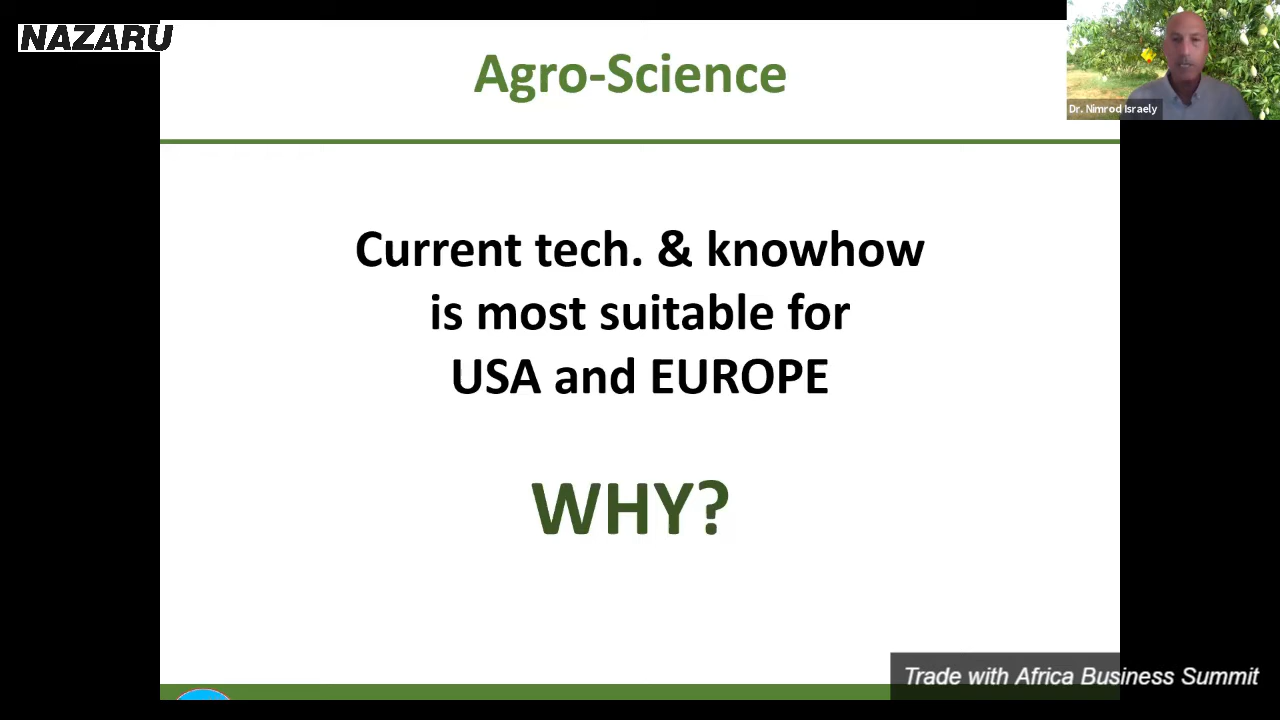 NAZARU
Agro-Science
Dr. Nimrod Israely
Current tech. & knowhow
is most suitable for
USA and EUROPE
WHY?
Trade with Africa Business Summit